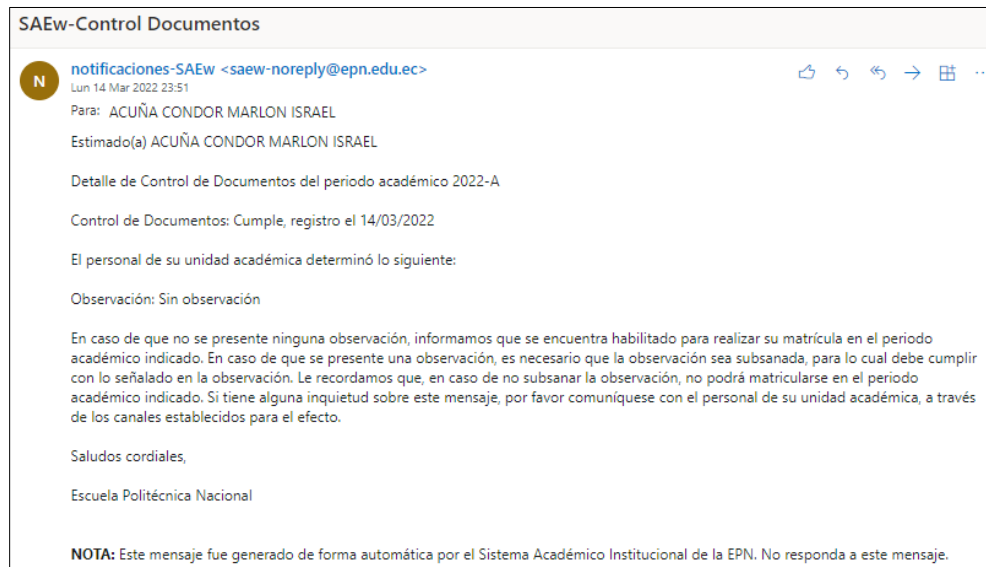 SAEw-Control Documentos
N
notificaciones-SAEw <saew-noreply@epn.edu.ec>
Lun 14 Mar 2022 23:51
Para: ACUÑA CONDOR MARLON ISRAEL
Estimado(a) ACUÑA CONDOR MARLON ISRAEL
Detalle de Control de Documentos del periodo académico 2022-A
Control de Documentos: Cumple, registro el 14/03/2022
El personal de su unidad académica determinó lo siguiente:
Observación: Sin observación
En caso de que no se presente ninguna observación, informamos que se encuentra habilitado para realizar su matrícula en el periodo
académico indicado. En caso de que se presente una observación, es necesario que la observación sea subsanada, para lo cual debe cumplir
con lo señalado en la observación. Le recordamos que, en caso de no subsanar la observación, no podrá matricularse en el periodo
académico indicado. Si tiene alguna inquietud sobre este mensaje, por favor comuníquese con el personal de su unidad académica, a través
de los canales establecidos para el efecto.
Saludos cordiales,
Escuela Politécnica Nacional
NOTA: Este mensaje fue generado de forma automática por el Sistema Académico Institucional de la EPN. No responda a este mensaje.